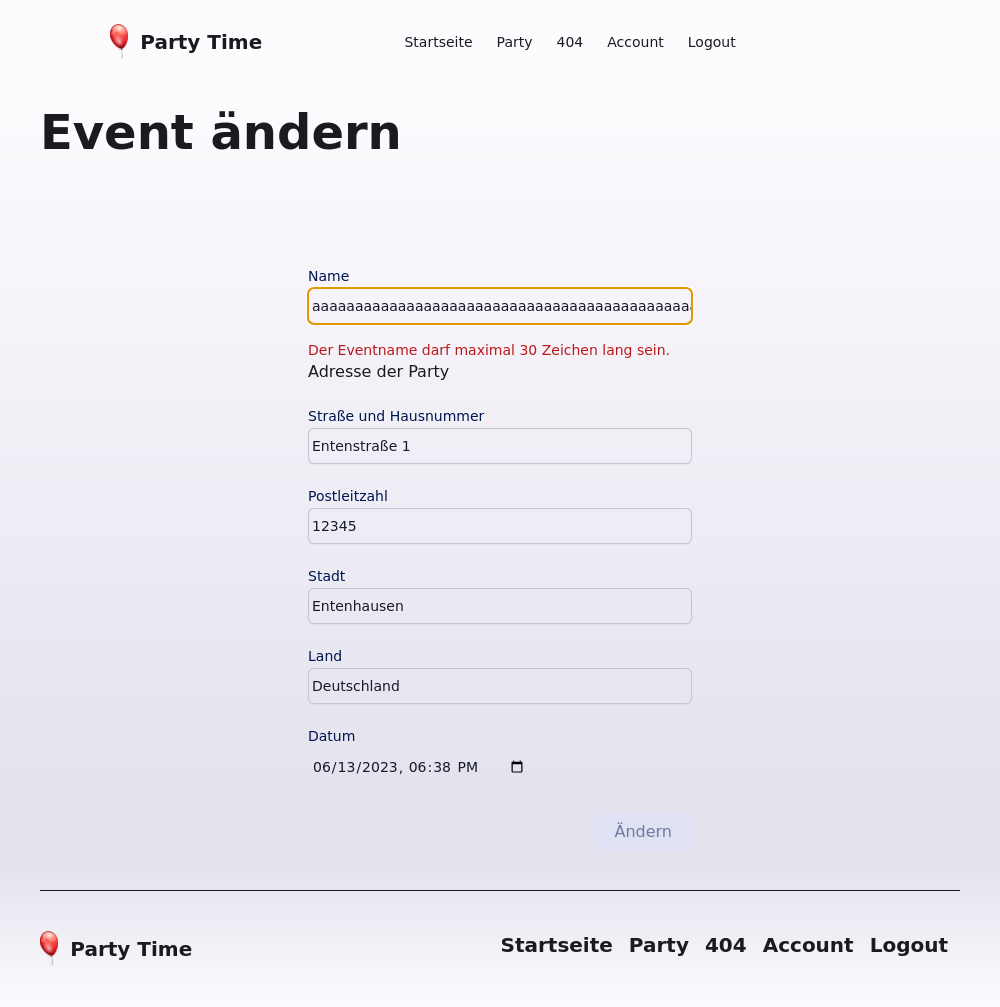 Party Time
Startseite Party 404 Account Logout
Event ändern
Name
aaaaaaaaaaaaaaaaaaaaaaaaaaaaaaaaaaaaaaaaaaaaa
Der Eventname darf maximal 30 Zeichen lang sein.
Adresse der Party
Straße und Hausnummer
Entenstraße 1
Postleitzahl
12345
Stadt
Entenhausen
Land
Deutschland
Datum
06/13/2023, 06:38 PM
Ändern
Party Time
Startseite Party 404 Account Logout